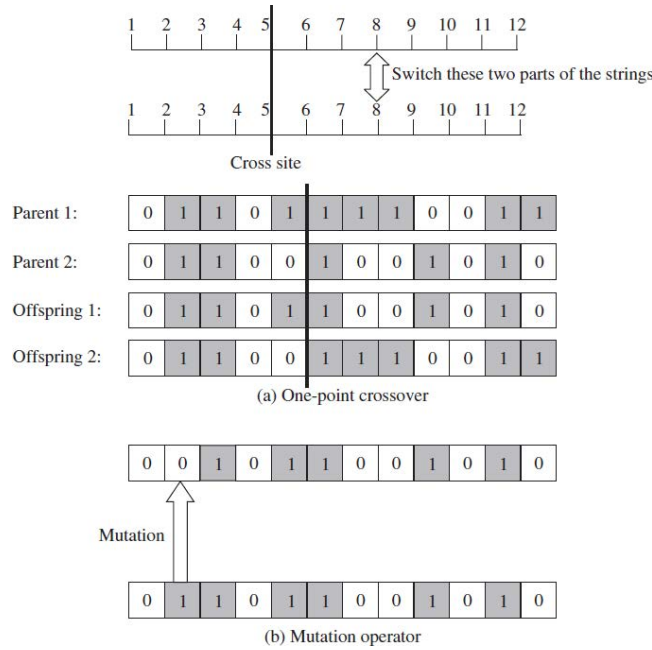 1 2 3 4 5 6 7 8 9 10 11 12
Switch these two parts of the strings
1 2 3 4 5 6 7 8 9 10 11 12
Cross site
Parent 1: 0 1 1 0 1 1 1 1 0 0 1 1
Parent 2: 0 1 1 0 0 1 0 0 1 0 1 0
Offspring 1: 0 1 1 0 1 1 0 0 1 0 1 0
Offspring 2: 0 1 1 0 0 1 1 1 0 0 1 1
(a) One-point crossover
0 0 1 0 1 1 0 0 1 0 1 0
Mutation
0 1 1 0 1 1 0 0 1 0 1 0
(b) Mutation operator